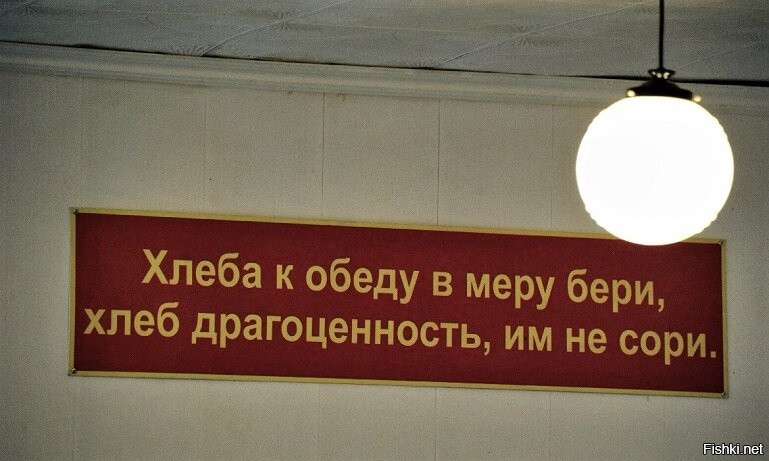 Хлеба к обеду в меру бери,
хлеб драгоценность, им не сори.
Fishki.net